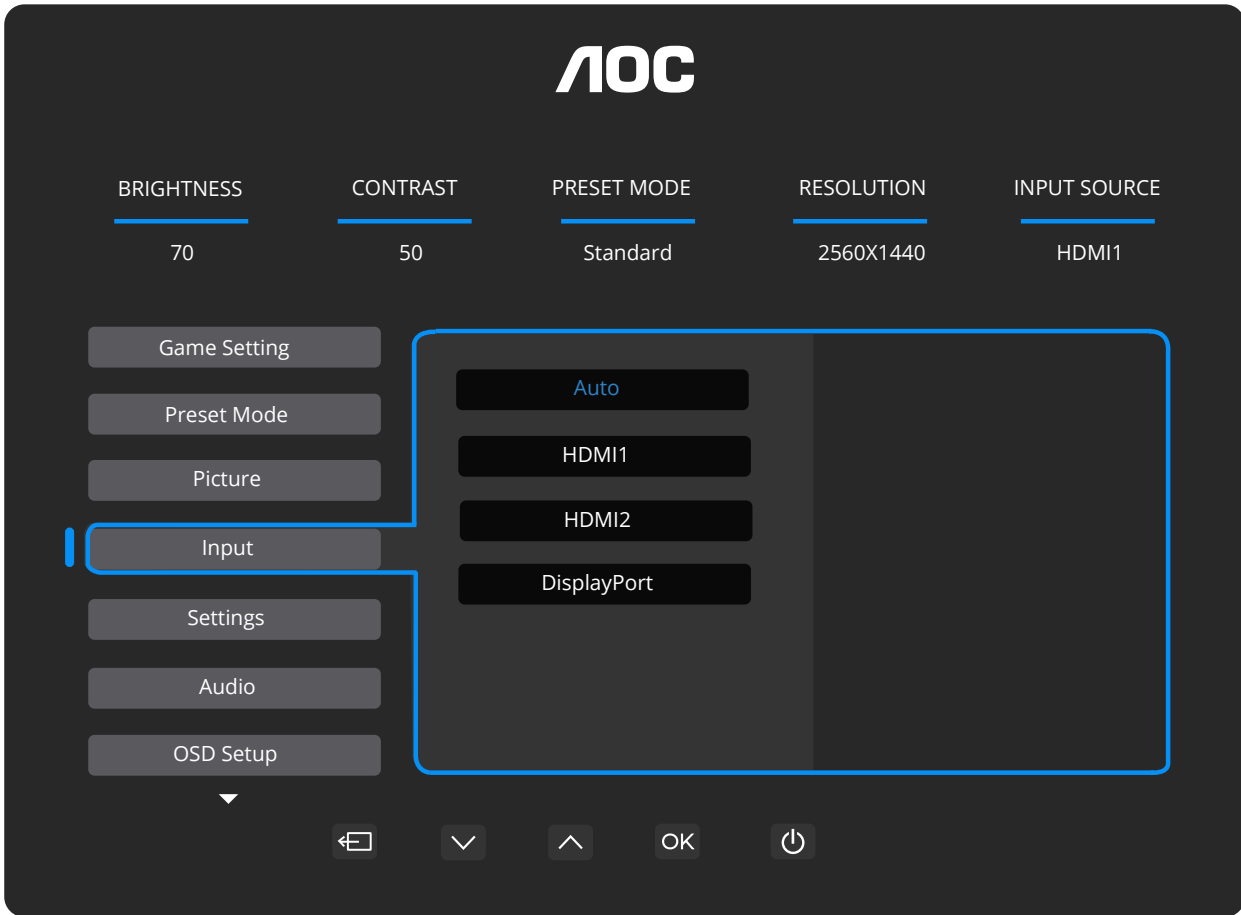 AOC
BRIGHTNESS CONTRAST PRESET MODE RESOLUTION INPUT SOURCE
70 50 Standard 2560X1440 HDMI1
Game Setting
Preset Mode
Picture
Input
Settings
Audio
OSD Setup
Auto
HDMI1
HDMI2
DisplayPort
OK